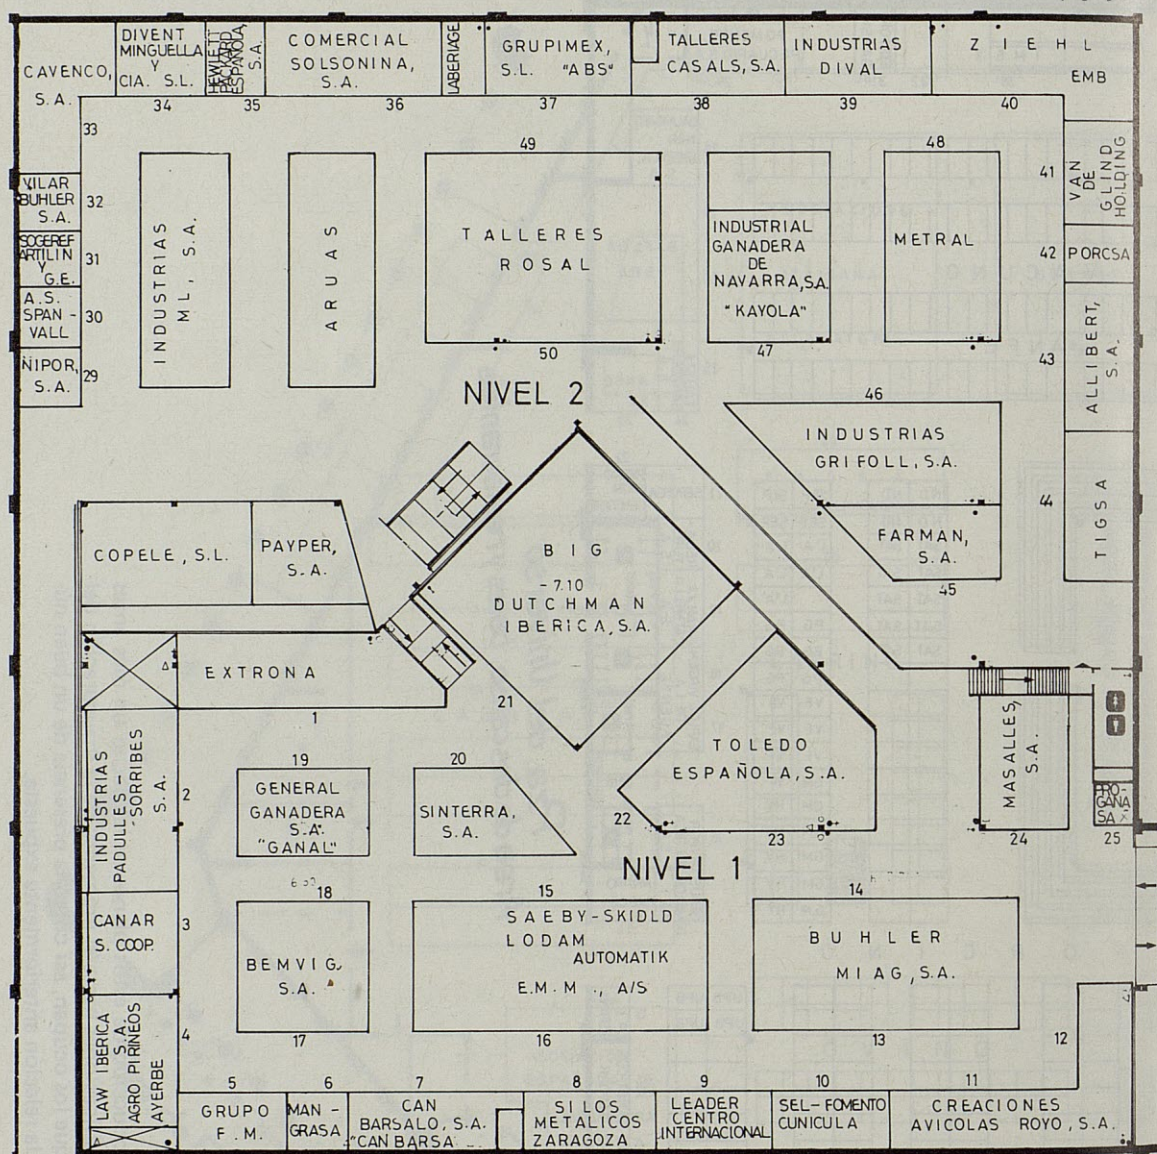 DIVENT
MINGUELLA
Y
CIA. S.L.
HEWLETT
PACKARD
ESPAÑOLA,
S.A.
COMERCIAL
SOLSONINA,
S.A.
LABERIAGE
GRUPIMEX,
S.L. "ABS"
TALLERES
CASALS, S.A.
INDUSTRIAS
DIVAL
ZIEHL
EMB
CAVENCO,
S.A.
34
35
36
37
38
39
40
33
VILAR
BUHLER
S.A.
32
SOGEREF
ARTILIN
Y
G.E.
31
A.S.
SPAN-
VALL
30
ÑIPOR,
S.A.
29
INDUSTRIAS
ML, S.A.
ARUAS
49
TALLERES
ROSAL
50
INDUSTRIAL
GANADERA
DE
NAVARRA, S.A.
"KAYOLA"
47
48
METRAL
41
VAN
DE
GLIND
HOLDING
42
PORCSA
43
ALLIBERT,
S.A.
44
TIGSA
NIVEL 2
46
INDUSTRIAS
GRIFOLL, S.A.
FARMAN,
S.A.
45
COPELE, S.L.
PAYPER,
S.A.
BIG
-7.10
DUTCHMAN
IBERICA, S.A.
EXTRONA
1
21
INDUSTRIAS
PADULLES-
SORRIBES
S.A.
2
19
GENERAL
GANADERA
S.A.
"GANAL"
20
SINTERRA,
S.A.
TOLEDO
ESPAÑOLA, S.A.
22
23
MASALLES,
S.A.
24
PRO-
GANA
SA
25
NIVEL 1
CANAR
S. COOP.
3
18
BEMVIG,
S.A.
17
15
SAEBY-SKIDLD
LODAM
AUTOMATIK
E.M.M., A/S
16
14
BUHLER
MIAG, S.A.
13
12
LAW IBERICA
S.A.
AGRO PIRINEOS
AYERBE
4
5
6
7
8
9
10
11
GRUPO
F.M.
MAN-
GRASA
CAN
BARSALO, S.A.
"CAN BARSA
SILOS
METALICOS
ZARAGOZA
LEADER
CENTRO
INTERNACIONAL
SEL-FOMENTO
CUNICULA
CREACIONES
AVICOLAS ROYO, S.A.